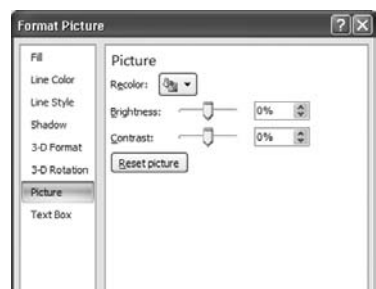 Format Picture
Fill
Line Color
Line Style
Shadow
3-D Format
3-D Rotation
Picture
Text Box
Picture
Recolor:
Brightness: 0%
Contrast: 0%
Reset picture